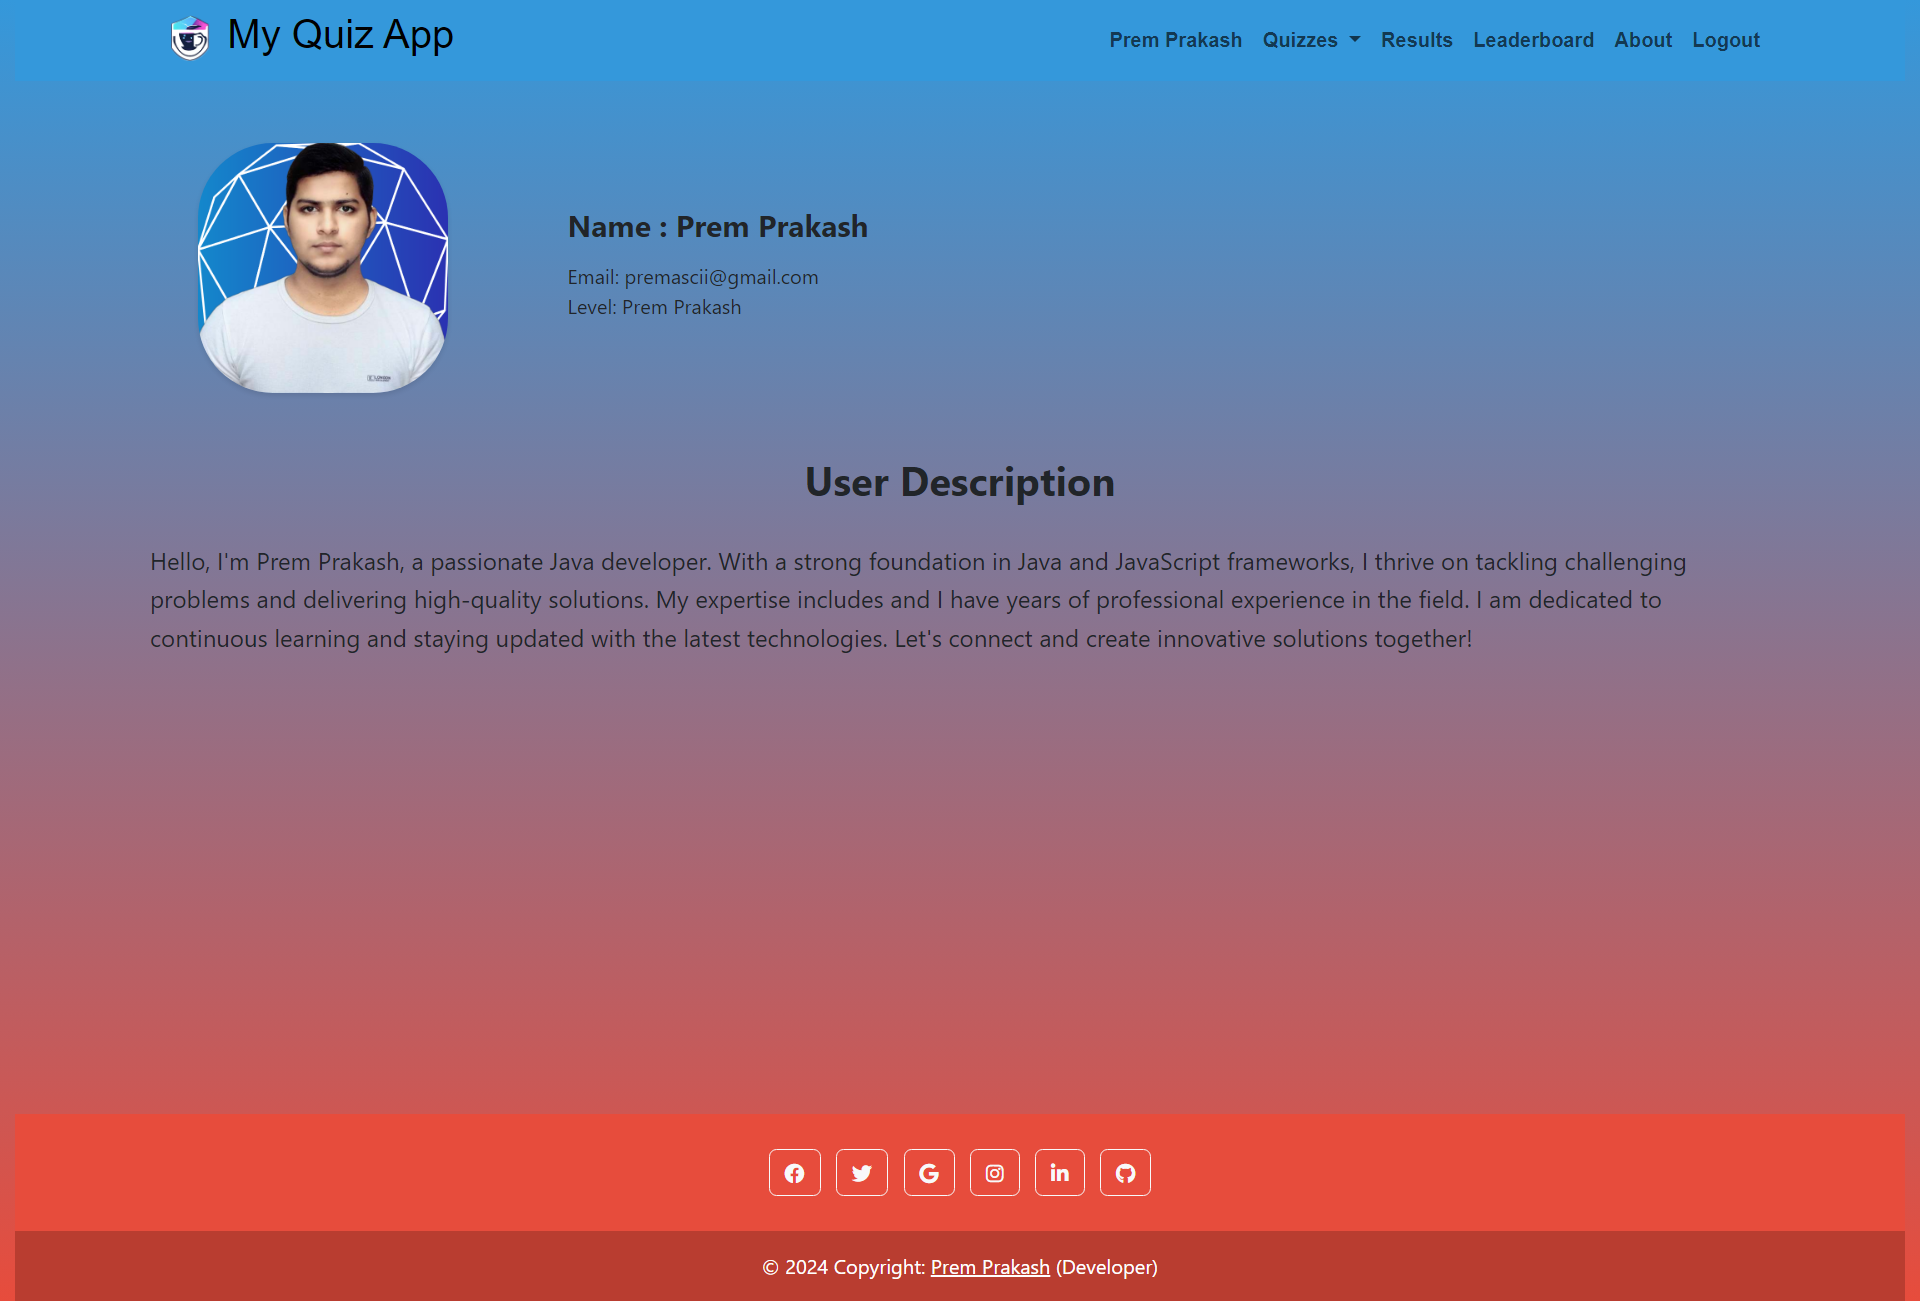 My Quiz App
Prem Prakash Quizzes Results Leaderboard About Logout
Name : Prem Prakash
Email: premascii@gmail.com
Level: Prem Prakash
User Description
Hello, I'm Prem Prakash, a passionate Java developer. With a strong foundation in Java and JavaScript frameworks, I thrive on tackling challenging
problems and delivering high-quality solutions. My expertise includes and I have years of professional experience in the field. I am dedicated to
continuous learning and staying updated with the latest technologies. Let's connect and create innovative solutions together!
© 2024 Copyright: Prem Prakash (Developer)